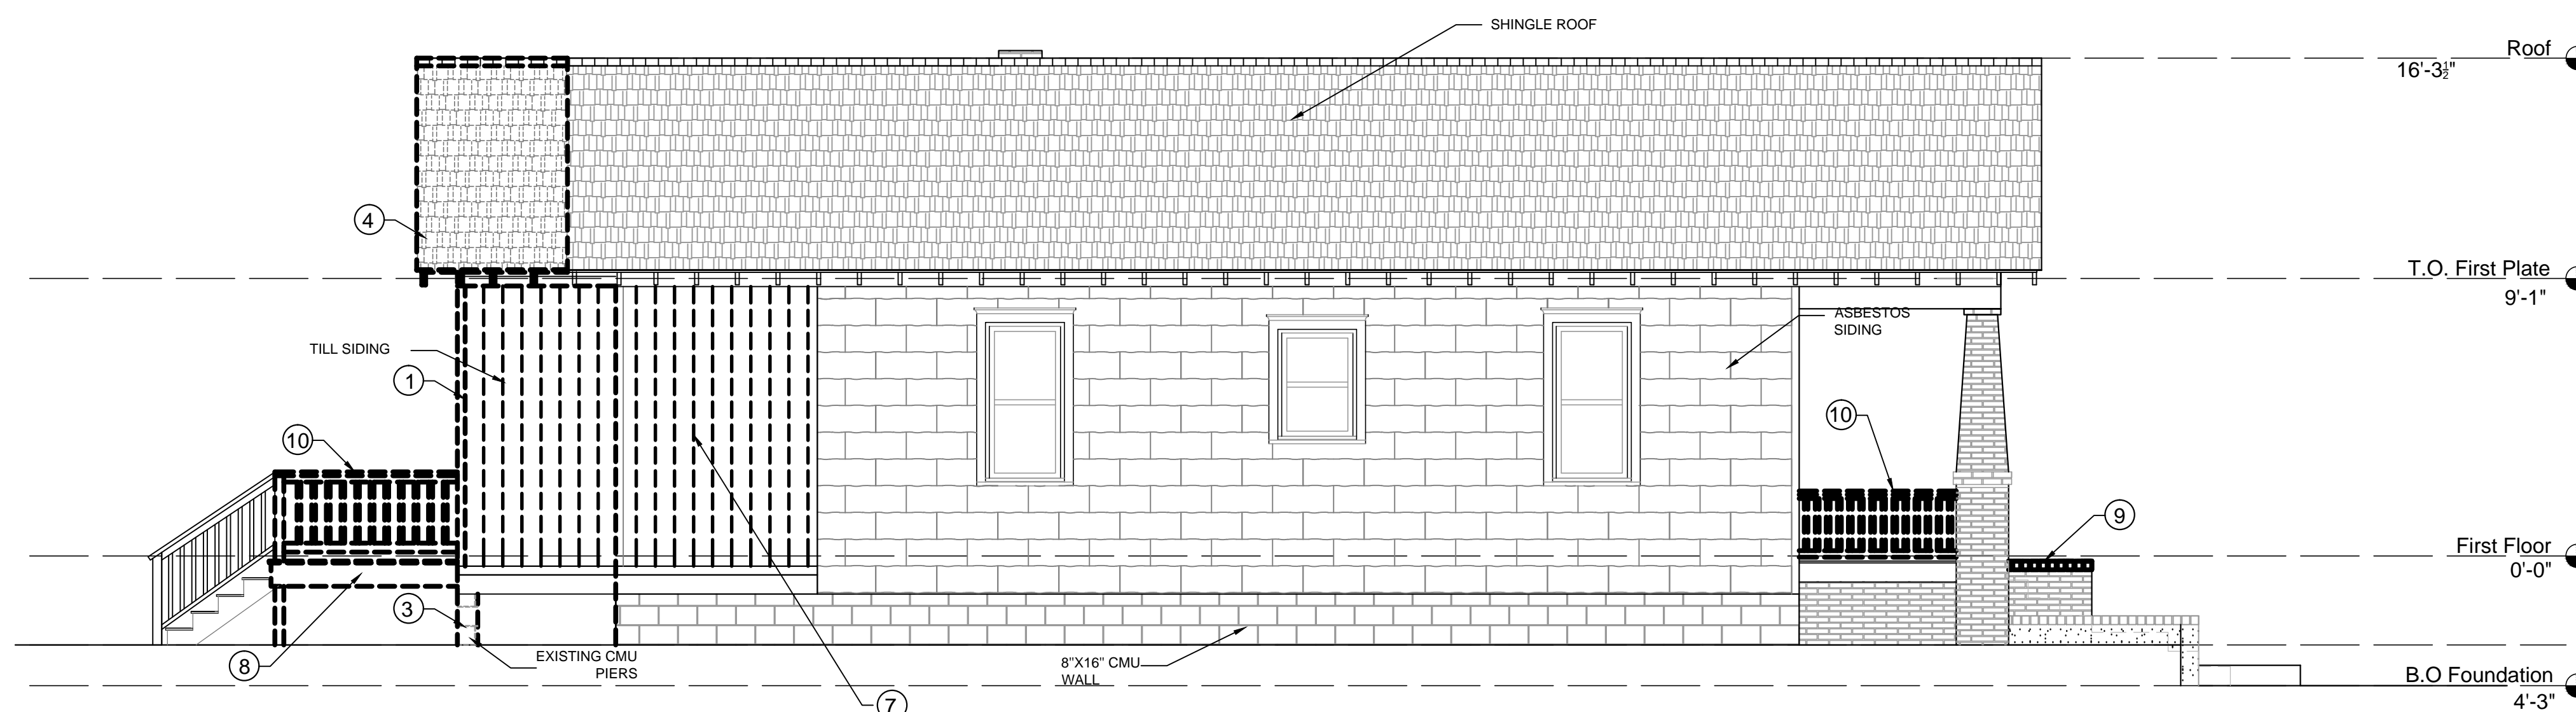 SHINGLE ROOF
Roof
16'-3½"
4
T.O. First Plate
9'-1"
ASBESTOS
SIDING
TILL SIDING
1
10
10
9
First Floor
0'-0"
3
EXISTING CMU
PIERS
8
8"X16" CMU
WALL
B.O Foundation
4'-3"
7